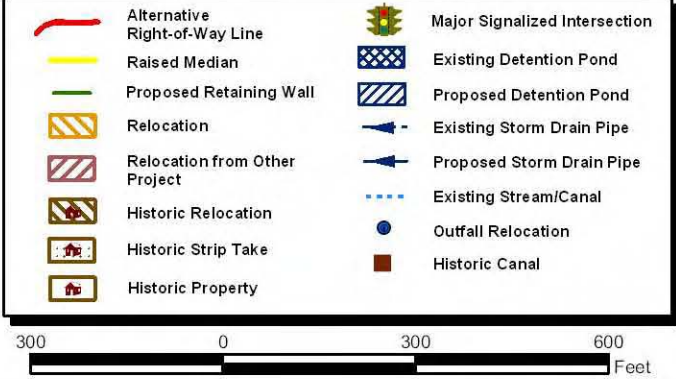 Alternative
Right-of-Way Line
Raised Median
Proposed Retaining Wall
Relocation
Relocation from Other
Project
Historic Relocation
Historic Strip Take
Historic Property
Major Signalized Intersection
Existing Detention Pond
Proposed Detention Pond
Existing Storm Drain Pipe
Proposed Storm Drain Pipe
Existing Stream/Canal
Outfall Relocation
Historic Canal
300 0 300 600
Feet